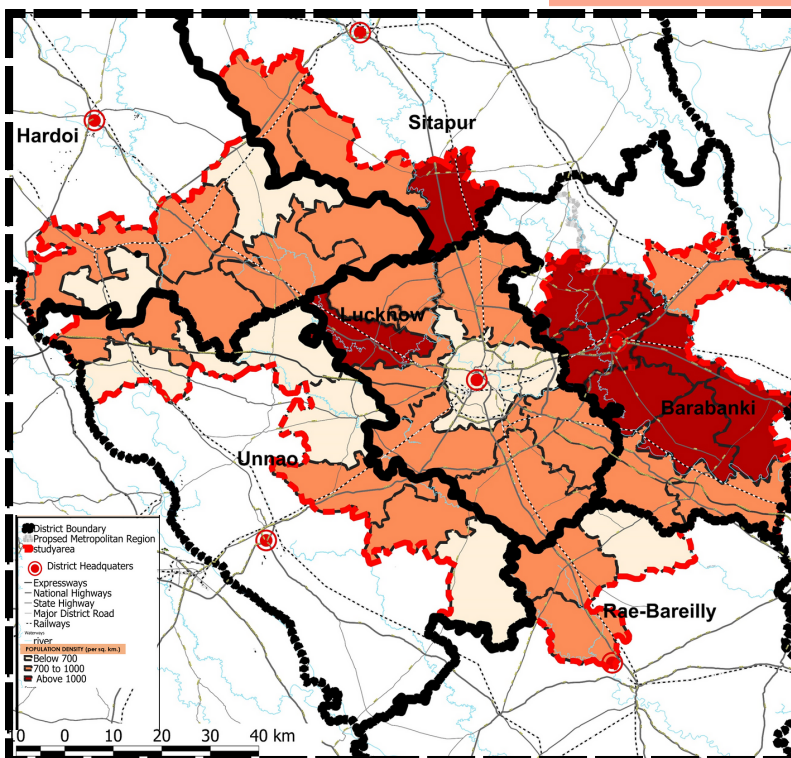 Sitapur
Hardoi
Lucknow
Barabanki
Unnao
Rae-Bareilly
District Boundary
Propsed Metropolitan Region
studyarea
District Headquaters
Expressways
National Highways
State Highway
Major District Road
Railways
Waterways
river
POPULATION DENSITY (per sq. km.)
Below 700
700 to 1000
Above 1000
0 10 20 30 40 km